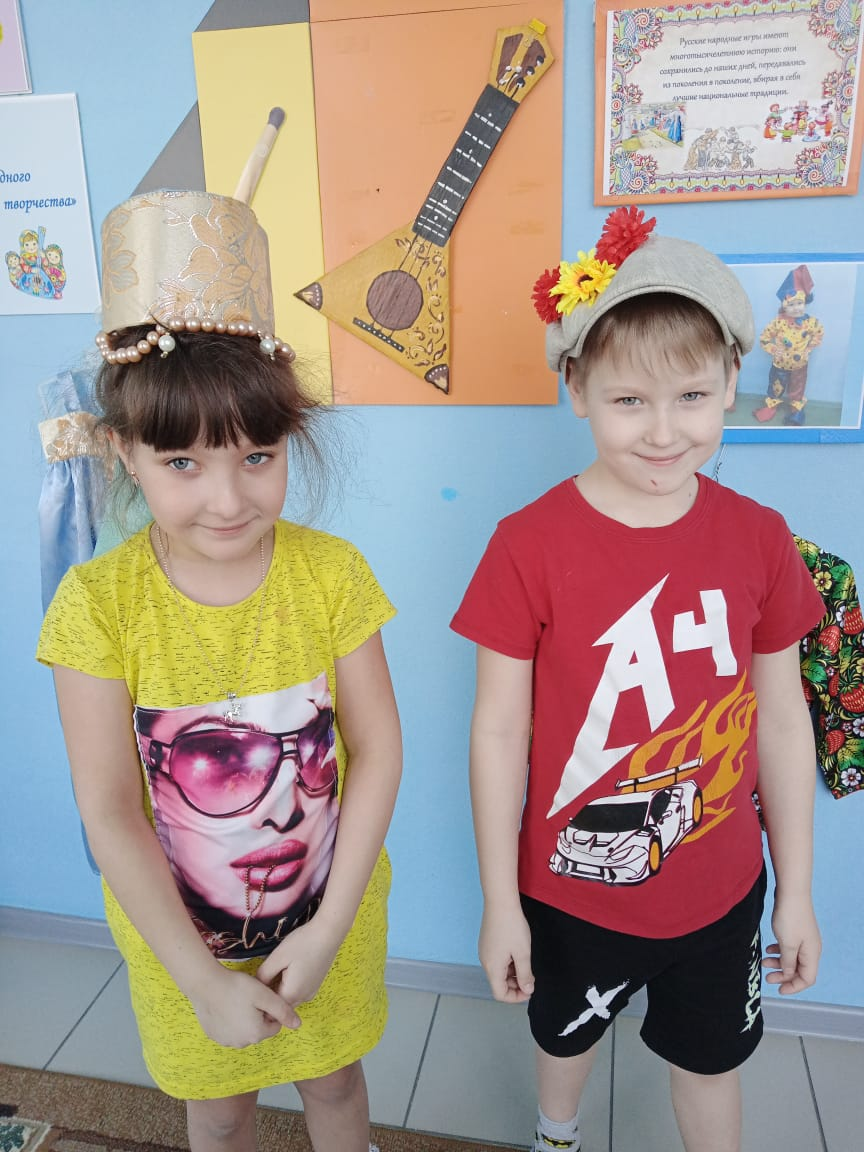 дного
творчества»
Русские народные игры имеют
многотысячелетнюю историю: они
сохранились до наших дней, передавались
из поколения в поколение, вбирая в себя
лучшие национальные традиции.
А4
X